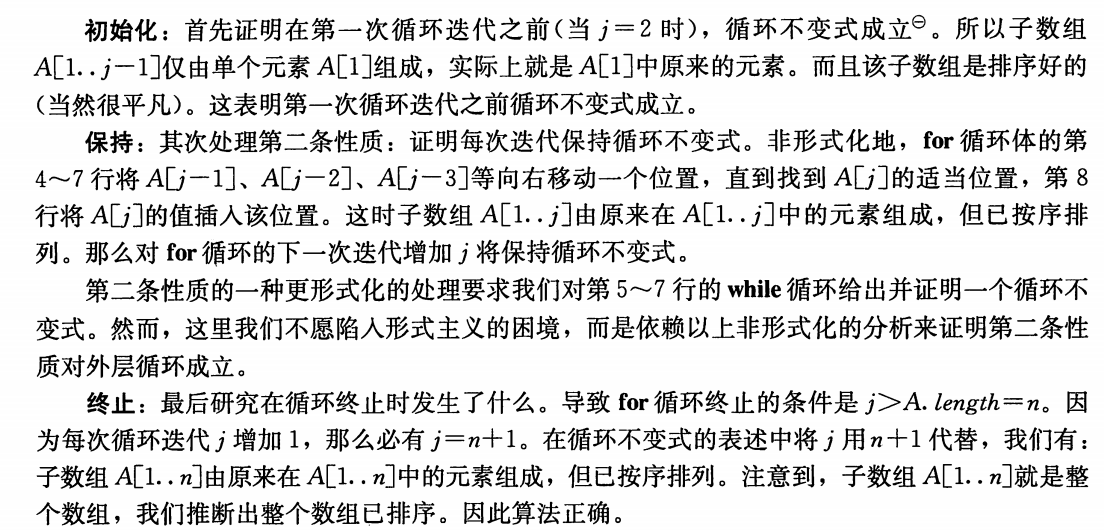 初始化：首先证明在第一次循环迭代之前(当 j＝2 时)，循环不变式成立㊀。所以子数组
A[1..j－1]仅由单个元素 A[1]组成，实际上就是 A[1]中原来的元素。而且该子数组是排序好的
(当然很平凡)。这表明第一次循环迭代之前循环不变式成立。
保持：其次处理第二条性质：证明每次迭代保持循环不变式。非形式化地，for 循环体的第
4～7 行将 A[j－1]、A[j－2]、A[j－3]等向右移动一个位置，直到找到 A[j]的适当位置，第 8
行将 A[j]的值插入该位置。这时子数组 A[1..j]由原来在 A[1..j]中的元素组成，但已按序排
列。那么对 for 循环的下一次迭代增加 j 将保持循环不变式。
第二条性质的一种更形式化的处理要求我们对第 5～7 行的 while 循环给出并证明一个循环不
变式。然而，这里我们不愿陷入形式主义的困境，而是依赖以上非形式化的分析来证明第二条性
质对外层循环成立。
终止：最后研究在循环终止时发生了什么。导致 for 循环终止的条件是 j＞A.length＝n。因
为每次循环迭代 j 增加 1，那么必有 j＝n＋1。在循环不变式的表述中将 j 用 n＋1 代替，我们有：
子数组 A[1..n]由原来在 A[1..n]中的元素组成，但已按序排列。注意到，子数组 A[1..n]就是整
个数组，我们推断出整个数组已排序。因此算法正确。